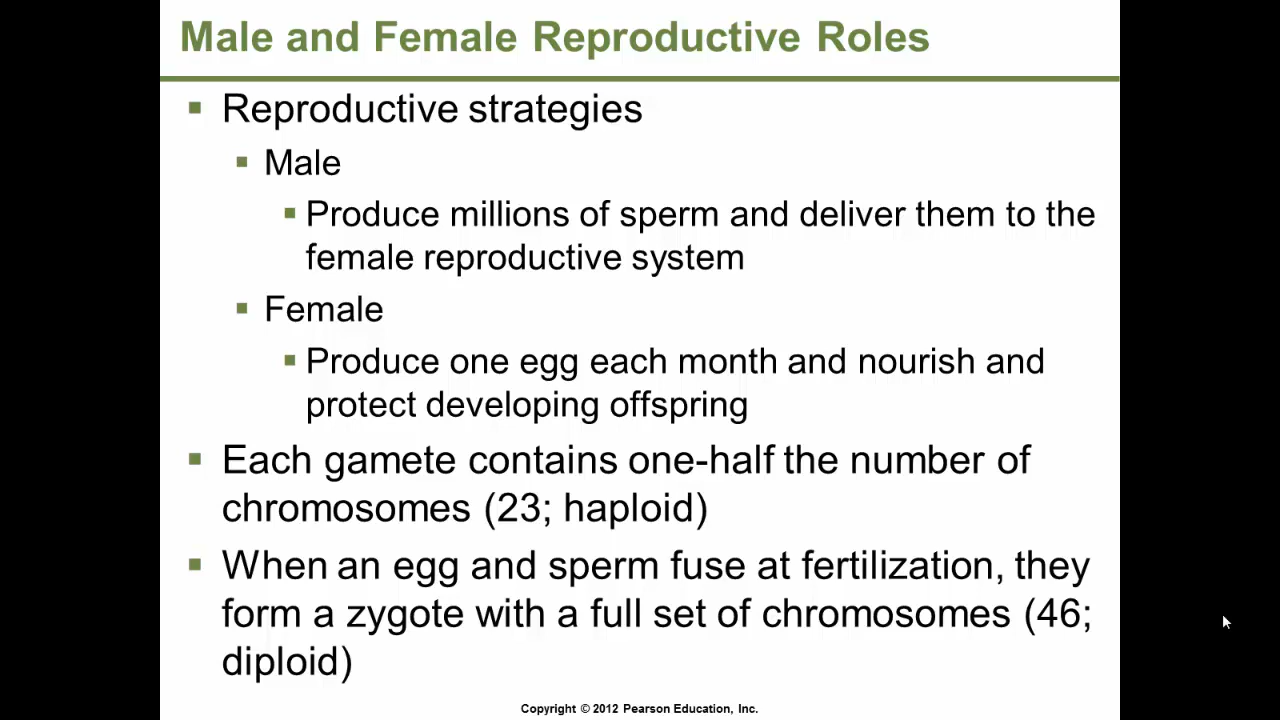 Male and Female Reproductive Roles
Reproductive strategies
Male
Produce millions of sperm and deliver them to the
female reproductive system
Female
Produce one egg each month and nourish and
protect developing offspring
Each gamete contains one-half the number of
chromosomes (23; haploid)
When an egg and sperm fuse at fertilization, they
form a zygote with a full set of chromosomes (46;
diploid)
Copyright © 2012 Pearson Education, Inc.